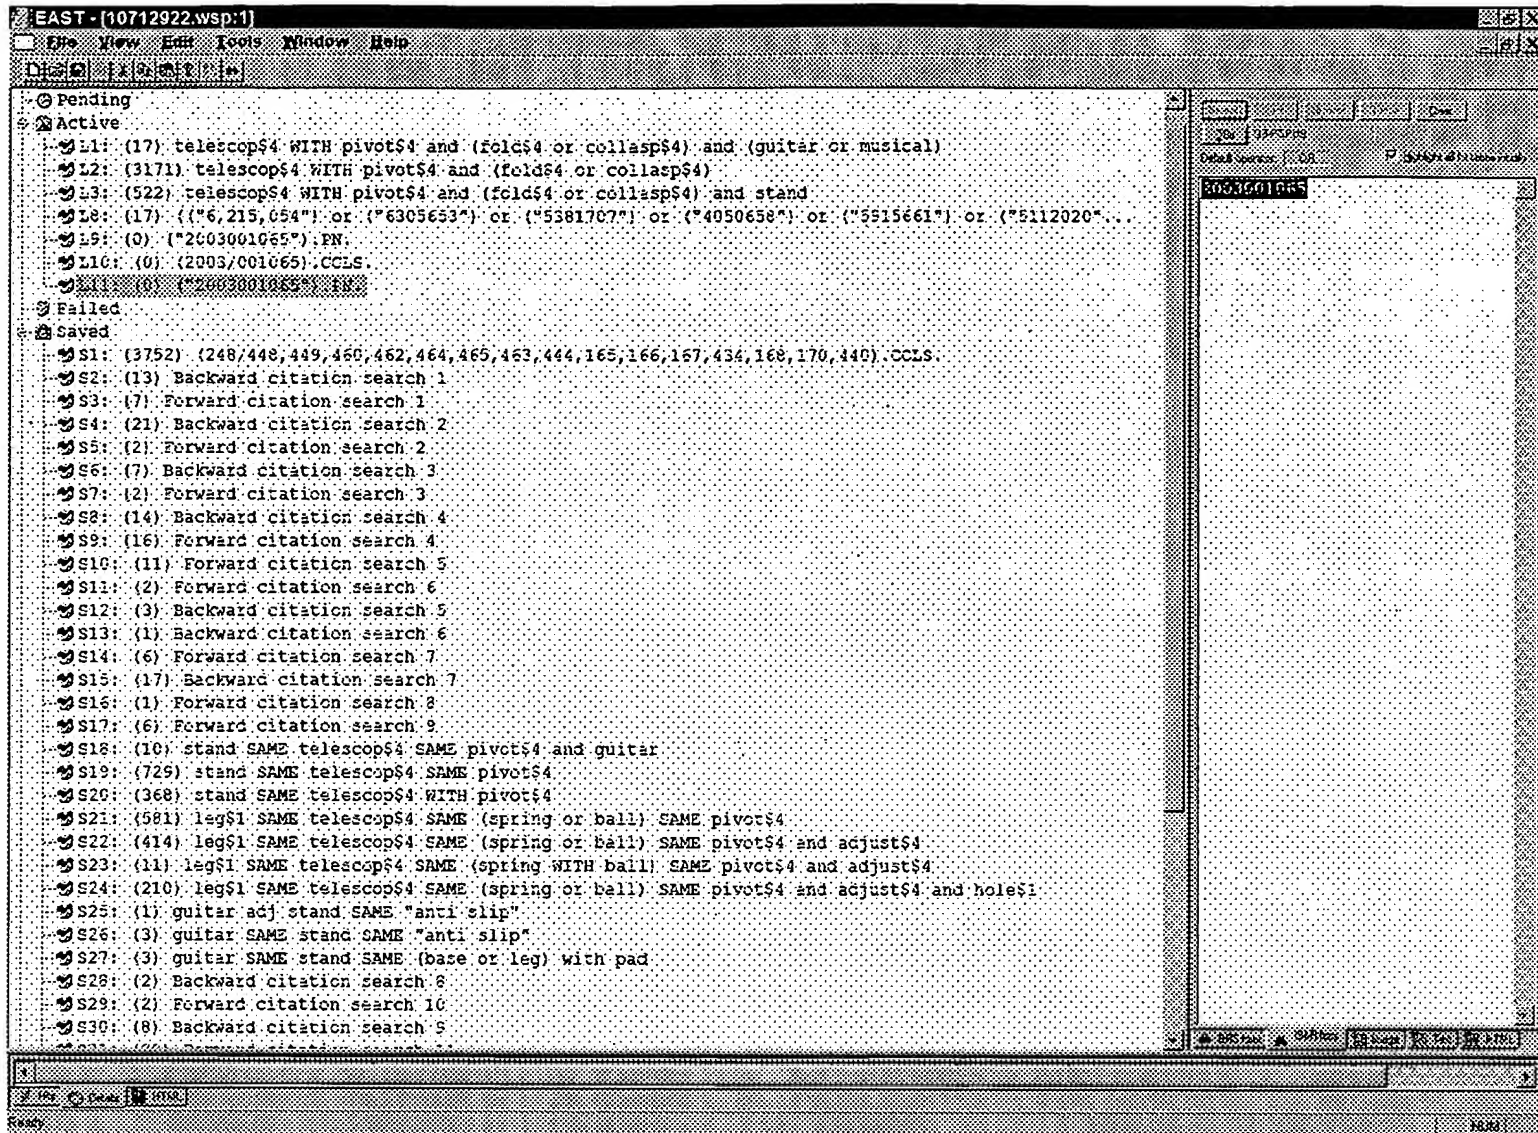 EAST - [10712922.wsp:1]
File View Edit Tools Window Help
Pending
Active
L1: (17) telescop$4 WITH pivot$4 and (fold$4 or collasp$4) and (guitar or musical)
L2: (3171) telescop$4 WITH pivot$4 and (fold$4 or collasp$4)
L3: (522) telescop$4 WITH pivot$4 and (fold$4 or collasp$4) and stand
L8: (17) (("6,215,054") or ("6305653") or ("5381707") or ("4050658") or ("5915661") or ("5112020"...
L9: (0) ("2003001065").PN.
L10: (0) (2003/001065).CCLS.
L11: (0) ("2003001065").PN.
Failed
Saved
S1: (3752) (248/448,449,460,462,464,465,463,444,165,166,167,434,168,170,440).CCLS.
S2: (13) Backward citation search 1
S3: (7) Forward citation search 1
S4: (21) Backward citation search 2
S5: (2) Forward citation search 2
S6: (7) Backward citation search 3
S7: (2) Forward citation search 3
S8: (14) Backward citation search 4
S9: (16) Forward citation search 4
S10: (11) Forward citation search 5
S11: (2) Forward citation search 6
S12: (3) Backward citation search 5
S13: (1) Backward citation search 6
S14: (6) Forward citation search 7
S15: (17) Backward citation search 7
S16: (1) Forward citation search 8
S17: (6) Forward citation search 9
S18: (10) stand SAME telescop$4 SAME pivot$4 and guitar
S19: (729) stand SAME telescop$4 SAME pivot$4
S20: (368) stand SAME telescop$4 WITH pivot$4
S21: (581) leg$1 SAME telescop$4 SAME (spring or ball) SAME pivot$4
S22: (414) leg$1 SAME telescop$4 SAME (spring or ball) SAME pivot$4 and adjust$4
S23: (11) leg$1 SAME telescop$4 SAME (spring WITH ball) SAME pivot$4 and adjust$4
S24: (210) leg$1 SAME telescop$4 SAME (spring or ball) SAME pivot$4 and adjust$4 and hole$1
S25: (1) guitar adj stand SAME "anti slip"
S26: (3) guitar SAME stand SAME "anti slip"
S27: (3) guitar SAME stand SAME (base or leg) with pad
S28: (2) Backward citation search 8
S29: (2) Forward citation search 10
S30: (8) Backward citation search 9
2003001065
Details HTML
Ready
NUM